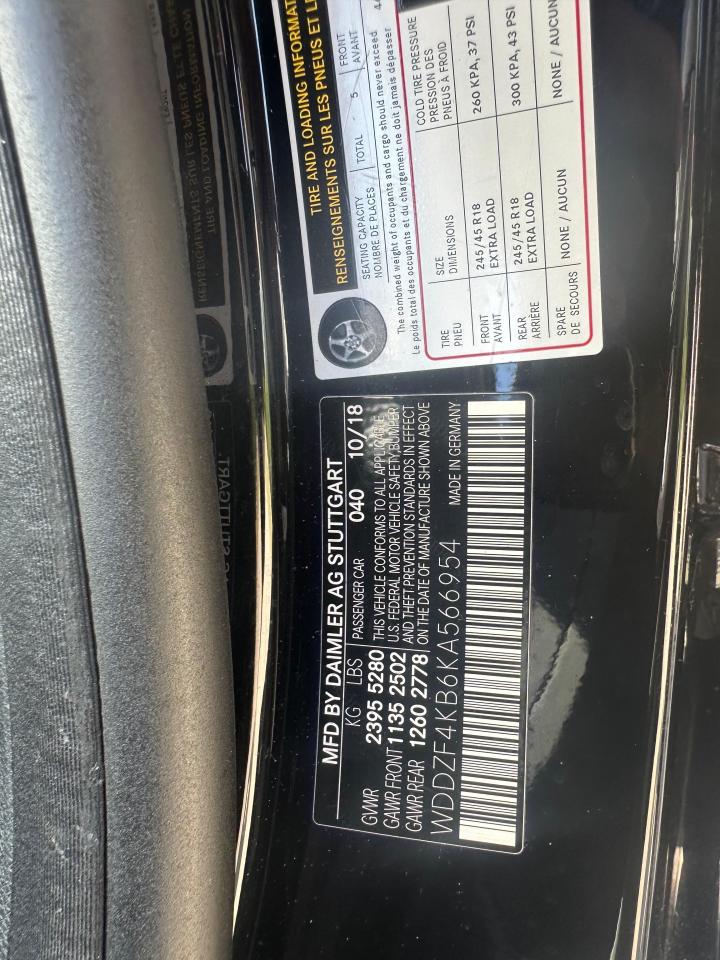 MFD BY DAIMLER AG STUTTGART
KG LBS PASSENGER CAR 040 10/18
GVWR 2395 5280 THIS VEHICLE CONFORMS TO ALL APPLICABLE
GAWR FRONT 1135 2502 U.S. FEDERAL MOTOR VEHICLE SAFETY, BUMPER
GAWR REAR 1260 2778 AND THEFT PREVENTION STANDARDS IN EFFECT
ON THE DATE OF MANUFACTURE SHOWN ABOVE
WDDZF4KB6KA566954 MADE IN GERMANY
TIRE AND LOADING
RENSEIGNEMENTS SUR LES PNEUS ET
SEATING CAPACITY
NOMBRE DE PLACES
TOTAL 5
FRONT
AVANT
The combined weight of occupants and cargo should never exceed
Le poids total des occupants et du chargement ne doit jamais dépasser
TIRE
PNEU
SIZE
DIMENSIONS
COLD TIRE PRESSURE
PRESSION DES
PNEUS À FROID
FRONT
AVANT
245/45 R18
EXTRA LOAD
260 KPA, 37 PSI
REAR
ARRIÈRE
245/45 R18
EXTRA LOAD
300 KPA, 43 PSI
SPARE
DE SECOURS
NONE / AUCUN
NONE / AUCUN